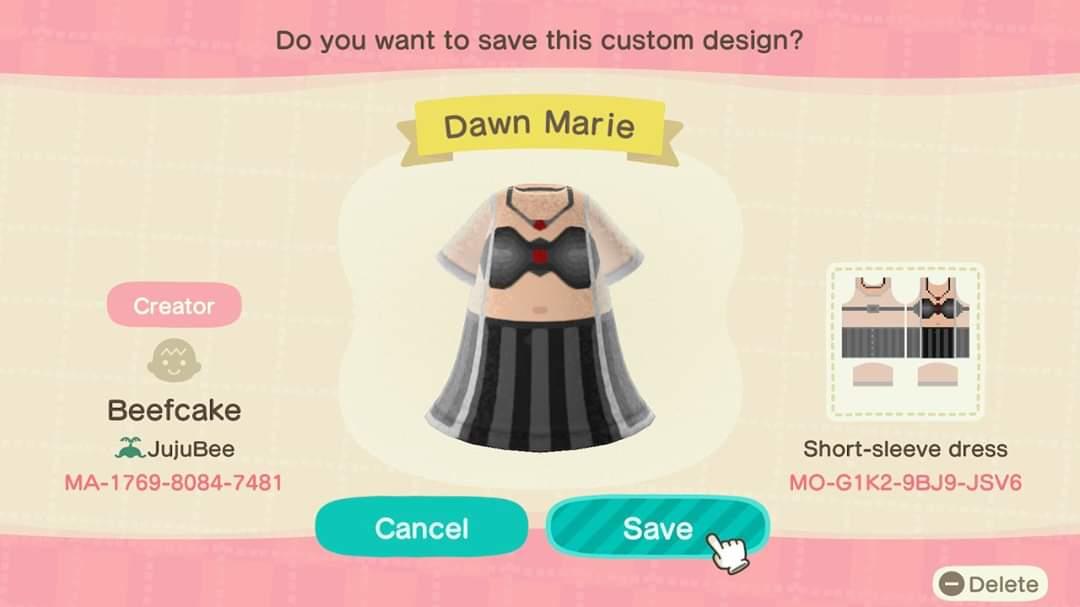 Do you want to save this custom design?
Dawn Marie
Creator
Beefcake
JujuBee
MA-1769-8084-7481
Short-sleeve dress
MO-G1K2-9BJ9-JSV6
Cancel
Save
Delete